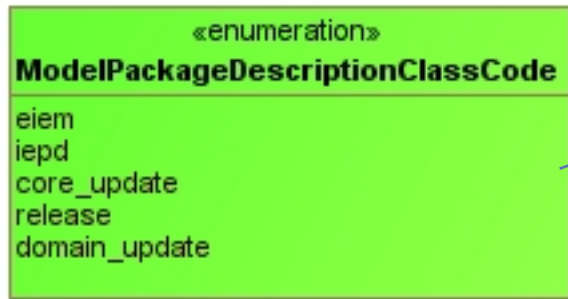 «enumeration»
ModelPackageDescriptionClassCode
eiem
iepd
core_update
release
domain_update